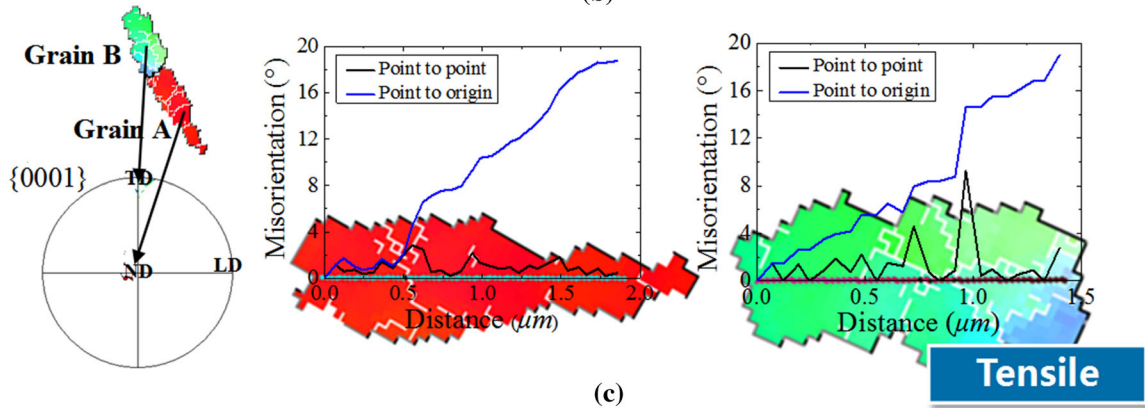 (b)
Grain B
Grain A
{0001}
TD
ND
LD
Misorientation (°)
20
16
12
8
4
0
Point to point
Point to origin
0.0 0.5 1.0 1.5 2.0
Distance (μm)
Misorientation (°)
20
16
12
8
4
0
Point to point
Point to origin
0.0 0.5 1.0 1.5
Distance (μm)
Tensile
(c)